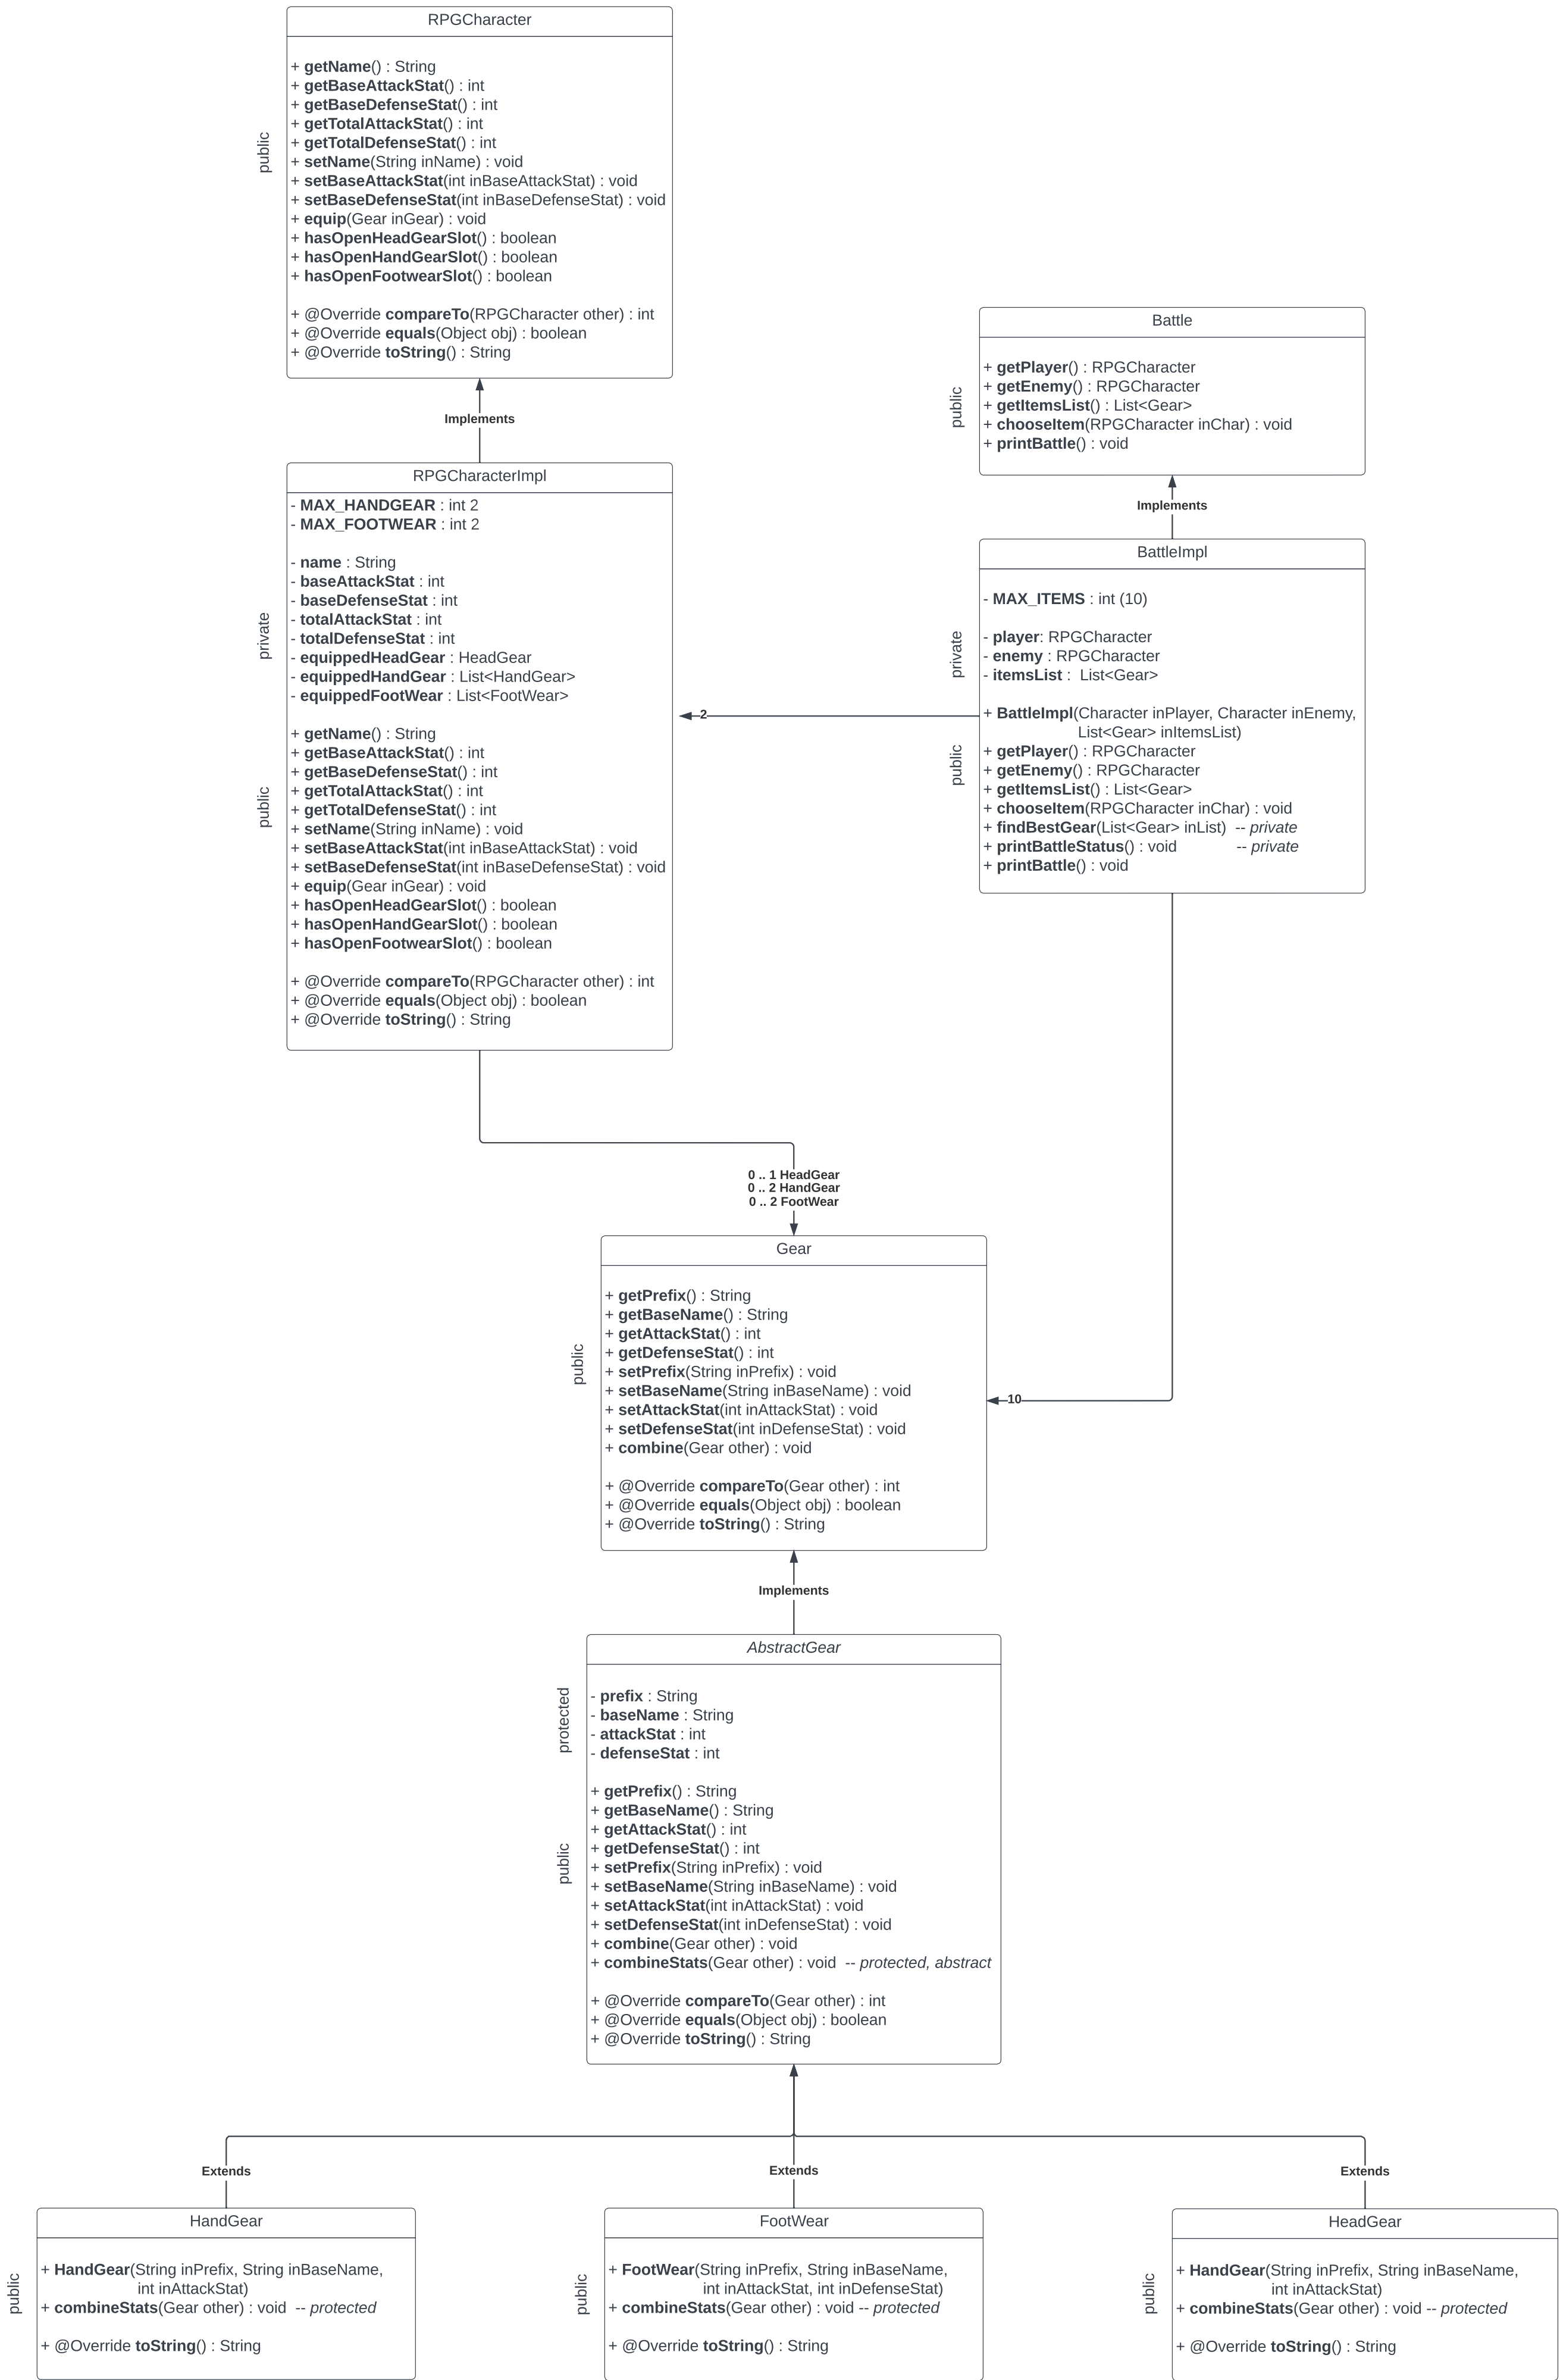 RPGCharacter
public
+ getName() : String
+ getBaseAttackStat() : int
+ getBaseDefenseStat() : int
+ getTotalAttackStat() : int
+ getTotalDefenseStat() : int
+ setName(String inName) : void
+ setBaseAttackStat(int inBaseAttackStat) : void
+ setBaseDefenseStat(int inBaseDefenseStat) : void
+ equip(Gear inGear) : void
+ hasOpenHeadGearSlot() : boolean
+ hasOpenHandGearSlot() : boolean
+ hasOpenFootwearSlot() : boolean
+ @Override compareTo(RPGCharacter other) : int
+ @Override equals(Object obj) : boolean
+ @Override toString() : String
Implements
Battle
public
+ getPlayer() : RPGCharacter
+ getEnemy() : RPGCharacter
+ getItemsList() : List<Gear>
+ chooseItem(RPGCharacter inChar) : void
+ printBattle() : void
Implements
RPGCharacterImpl
private
- MAX_HANDGEAR : int 2
- MAX_FOOTWEAR : int 2
- name : String
- baseAttackStat : int
- baseDefenseStat : int
- totalAttackStat : int
- totalDefenseStat : int
- equippedHeadGear : HeadGear
- equippedHandGear : List<HandGear>
- equippedFootWear : List<FootWear>
public
+ getName() : String
+ getBaseAttackStat() : int
+ getBaseDefenseStat() : int
+ getTotalAttackStat() : int
+ getTotalDefenseStat() : int
+ setName(String inName) : void
+ setBaseAttackStat(int inBaseAttackStat) : void
+ setBaseDefenseStat(int inBaseDefenseStat) : void
+ equip(Gear inGear) : void
+ hasOpenHeadGearSlot() : boolean
+ hasOpenHandGearSlot() : boolean
+ hasOpenFootwearSlot() : boolean
+ @Override compareTo(RPGCharacter other) : int
+ @Override equals(Object obj) : boolean
+ @Override toString() : String
2
BattleImpl
private
- MAX_ITEMS : int (10)
- player: RPGCharacter
- enemy : RPGCharacter
- itemsList :  List<Gear>
public
+ BattleImpl(Character inPlayer, Character inEnemy,
List<Gear> inItemsList)
+ getPlayer() : RPGCharacter
+ getEnemy() : RPGCharacter
+ getItemsList() : List<Gear>
+ chooseItem(RPGCharacter inChar) : void
+ findBestGear(List<Gear> inList)  -- private
+ printBattleStatus() : void -- private
+ printBattle() : void
0 .. 1 HeadGear
0 .. 2 HandGear
0 .. 2 FootWear
10
Gear
public
+ getPrefix() : String
+ getBaseName() : String
+ getAttackStat() : int
+ getDefenseStat() : int
+ setPrefix(String inPrefix) : void
+ setBaseName(String inBaseName) : void
+ setAttackStat(int inAttackStat) : void
+ setDefenseStat(int inDefenseStat) : void
+ combine(Gear other) : void
+ @Override compareTo(Gear other) : int
+ @Override equals(Object obj) : boolean
+ @Override toString() : String
Implements
AbstractGear
protected
- prefix : String
- baseName : String
- attackStat : int
- defenseStat : int
public
+ getPrefix() : String
+ getBaseName() : String
+ getAttackStat() : int
+ getDefenseStat() : int
+ setPrefix(String inPrefix) : void
+ setBaseName(String inBaseName) : void
+ setAttackStat(int inAttackStat) : void
+ setDefenseStat(int inDefenseStat) : void
+ combine(Gear other) : void
+ combineStats(Gear other) : void  -- protected, abstract
+ @Override compareTo(Gear other) : int
+ @Override equals(Object obj) : boolean
+ @Override toString() : String
Extends
Extends
Extends
HandGear
public
+ HandGear(String inPrefix, String inBaseName,
int inAttackStat)
+ combineStats(Gear other) : void  -- protected
+ @Override toString() : String
FootWear
public
+ FootWear(String inPrefix, String inBaseName,
int inAttackStat, int inDefenseStat)
+ combineStats(Gear other) : void -- protected
+ @Override toString() : String
HeadGear
public
+ HandGear(String inPrefix, String inBaseName,
int inAttackStat)
+ combineStats(Gear other) : void -- protected
+ @Override toString() : String